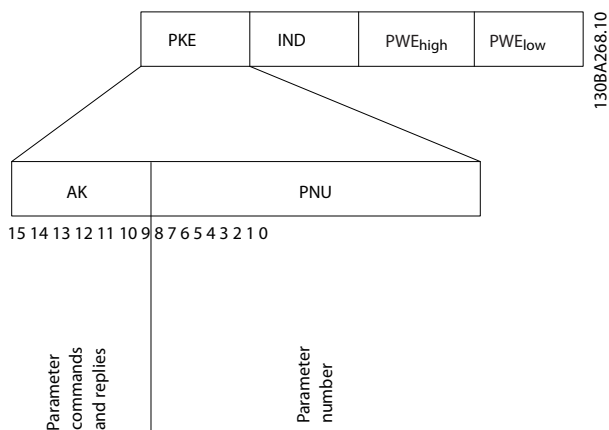 PKE IND PWEhigh PWElow
130BA268.10
AK PNU
15 14 13 12 11 10 9 8 7 6 5 4 3 2 1 0
Parameter
commands
and replies
Parameter
number